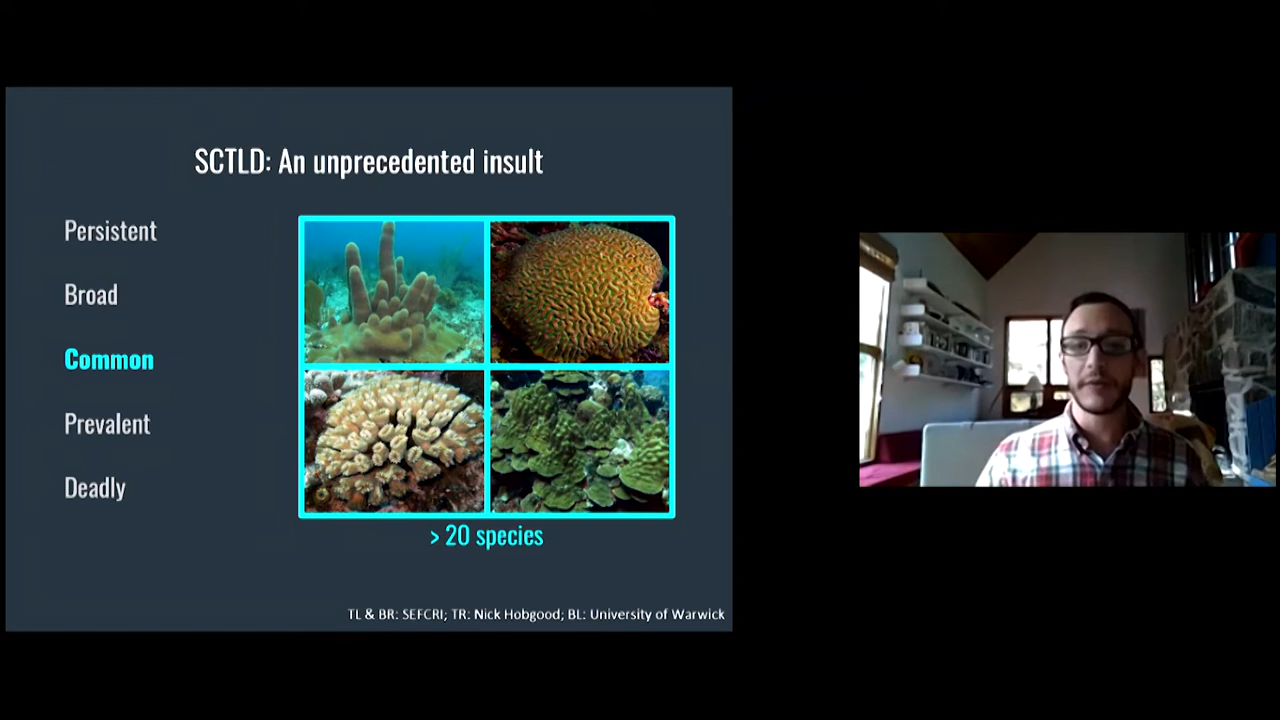 SCTLD: An unprecedented insult
Persistent
Broad
Common
Prevalent
Deadly
> 20 species
TL & BR: SEFCRI; TR: Nick Hobgood; BL: University of Warwick